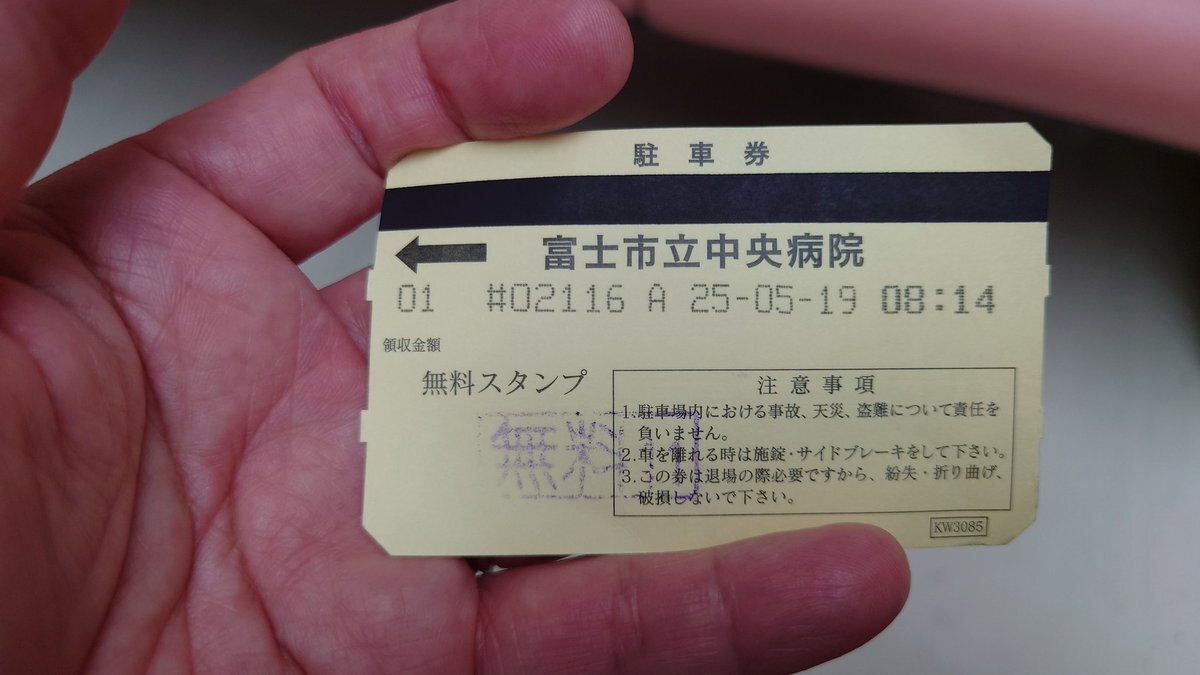 駐車券
富士市立中央病院
01 #02116 A 25-05-19 08:14
領収金額
無料スタンプ
無料
注意事項
1.駐車場内における事故、天災、盗難について責任を
負いません。
2.車を離れる時は施錠・サイドブレーキをして下さい。
3.この券は退場の際必要ですから、紛失・折り曲げ、
破損しないで下さい。
KW3085